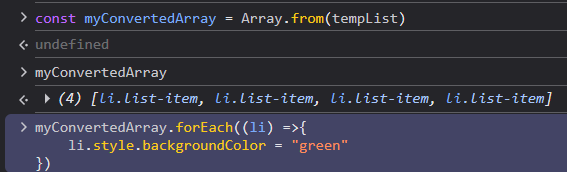 const myConvertedArray = Array.from(tempList)
undefined
myConvertedArray
(4) [li.list-item, li.list-item, li.list-item, li.list-item]
myConvertedArray.forEach((li) =>{
    li.style.backgroundColor = "green"
})